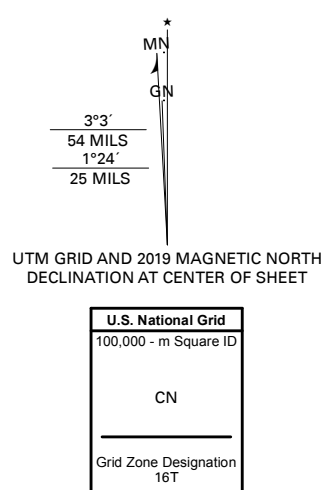 MN
GN
3°3´
54 MILS
1°24´
25 MILS
UTM GRID AND 2019 MAGNETIC NORTH
DECLINATION AT CENTER OF SHEET
U.S. National Grid
100,000 - m Square ID
CN
Grid Zone Designation
16T